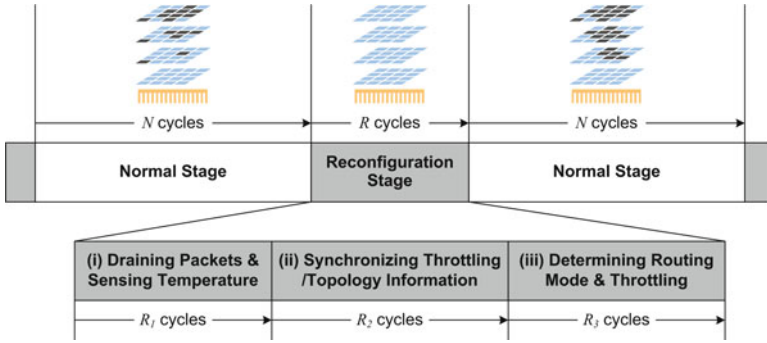 N cycles
R cycles
N cycles
Normal Stage
Reconfiguration
Stage
Normal Stage
(i) Draining Packets &
Sensing Temperature
(ii) Synchronizing Throttling
/Topology Information
(iii) Determining Routing
Mode & Throttling
R1 cycles
R2 cycles
R3 cycles